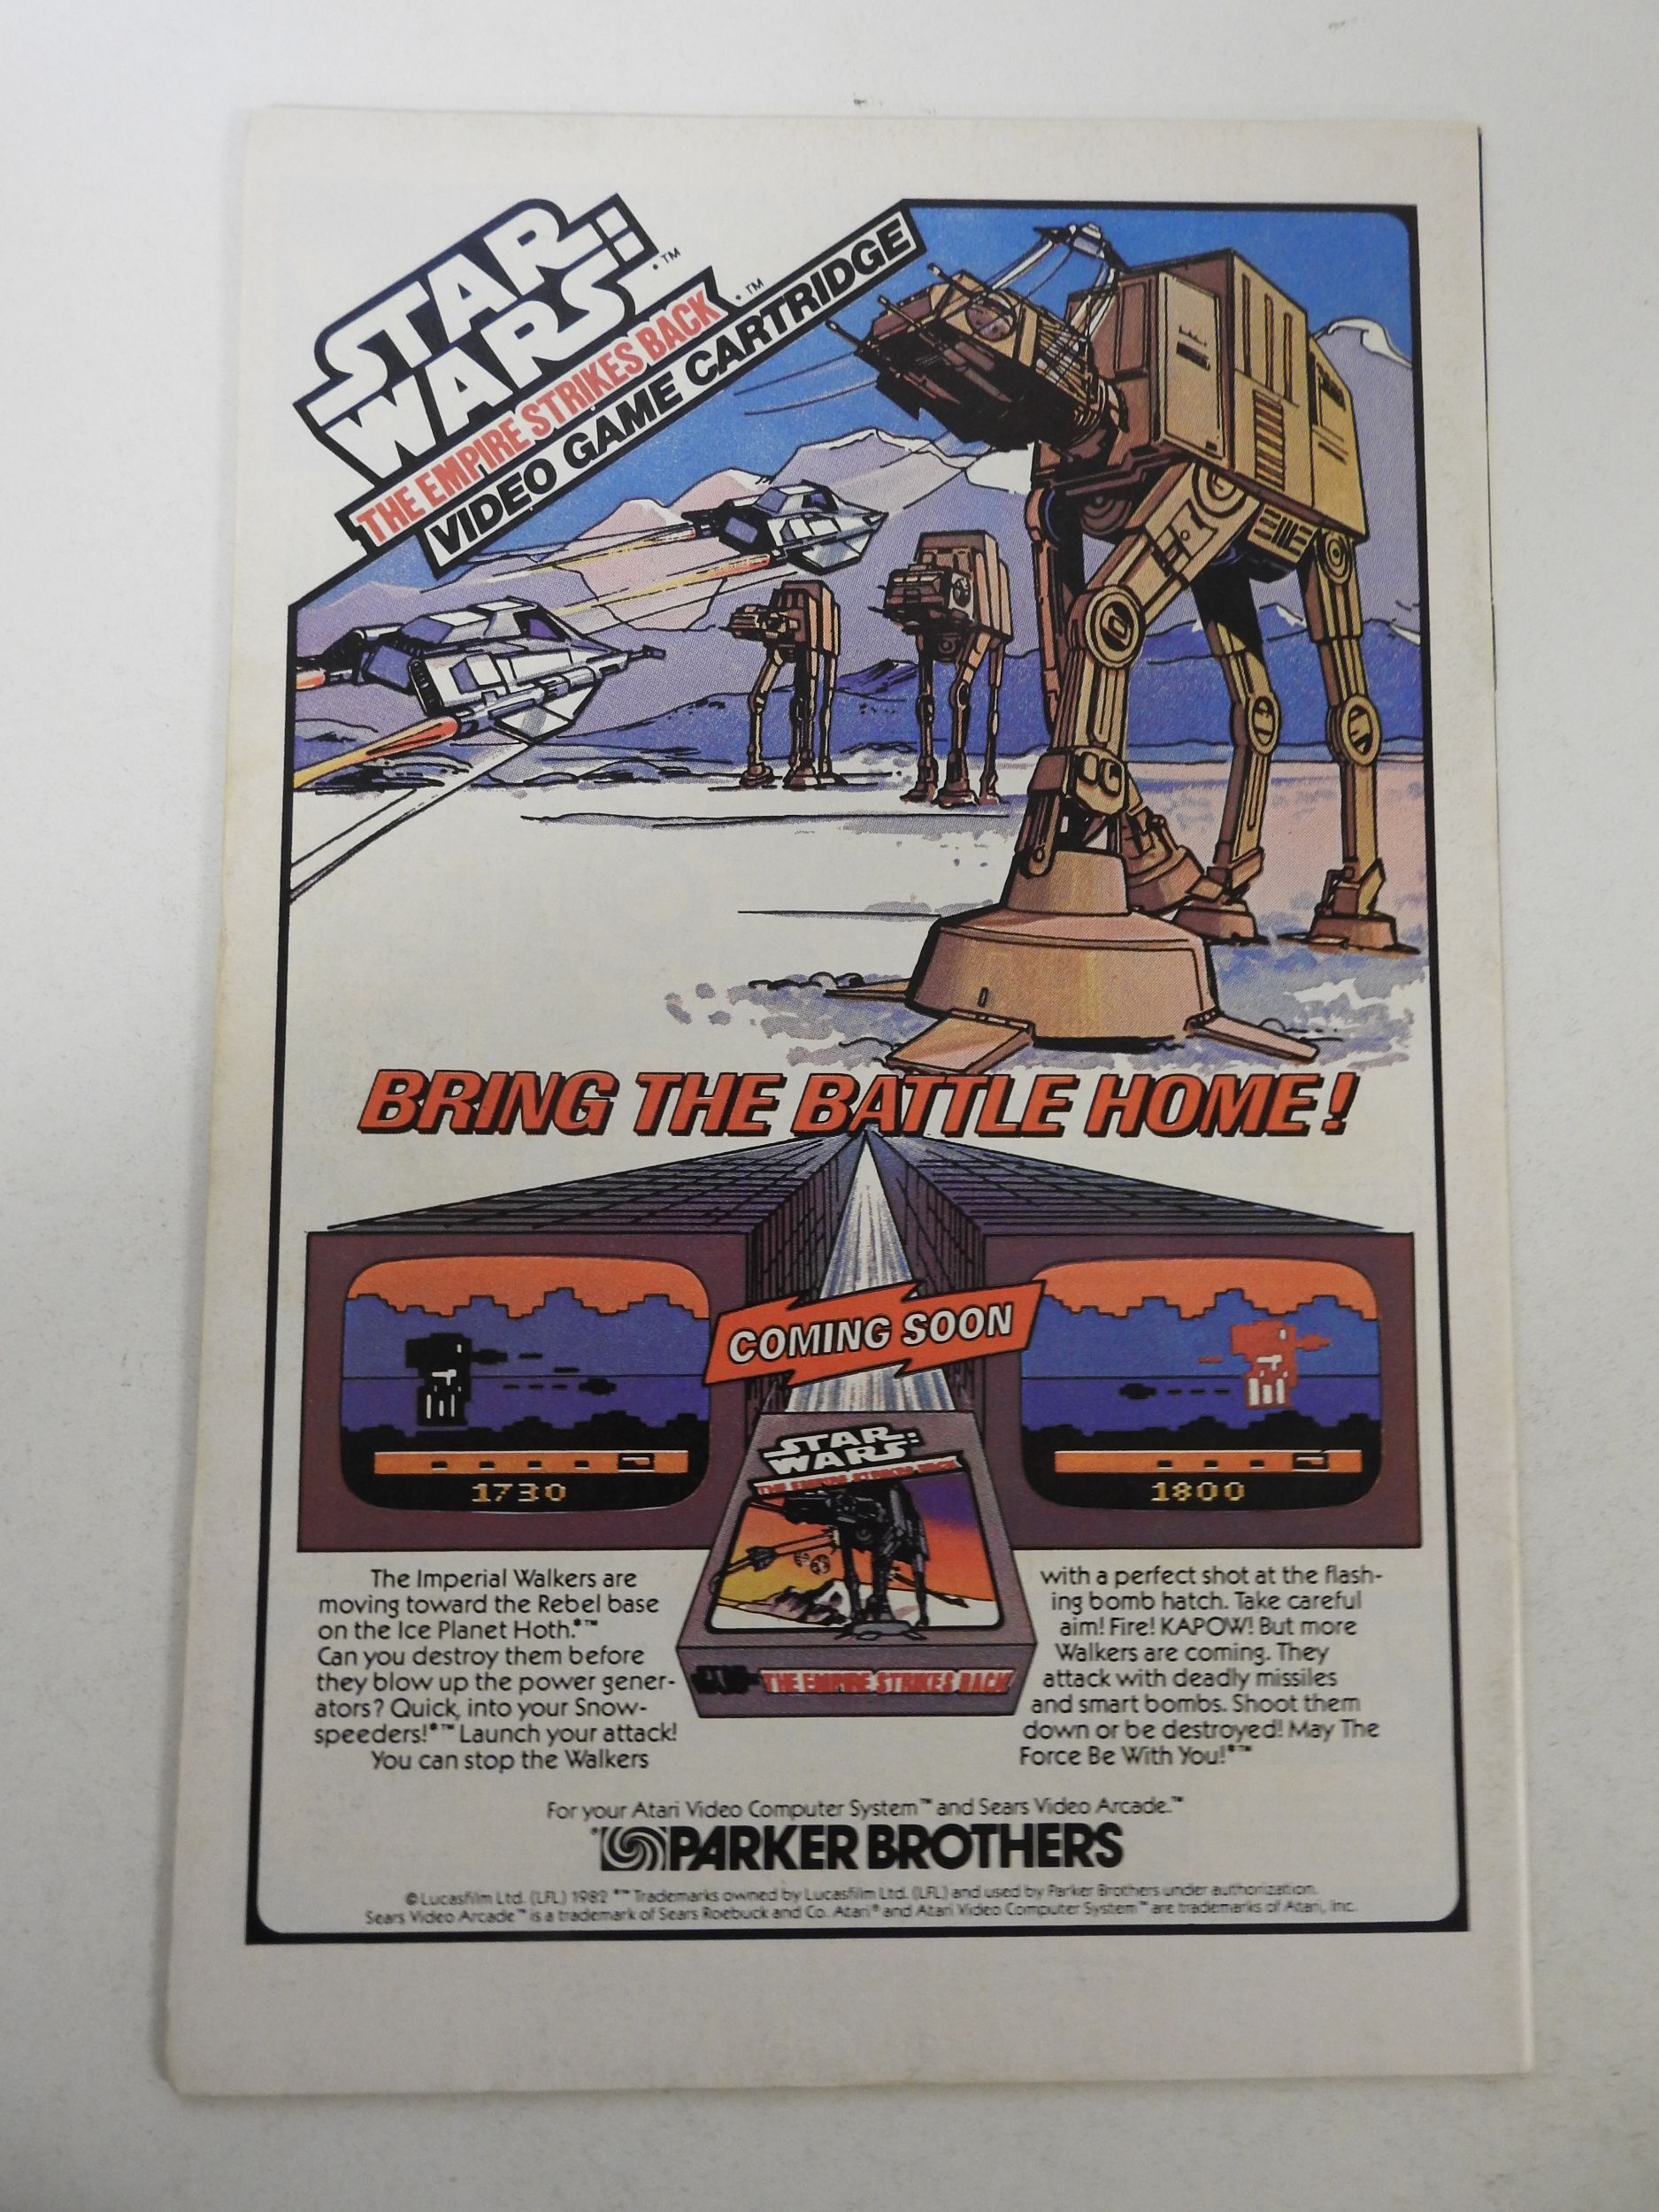 STAR
WARS
.™
THE EMPIRE STRIKES BACK
.™
VIDEO GAME CARTRIDGE
BRING THE BATTLE HOME!
COMING SOON
1730
1800
STAR
WARS
THE EMPIRE STRIKES BACK
THE EMPIRE STRIKES BACK
The Imperial Walkers are
moving toward the Rebel base
on the Ice Planet Hoth.*™
Can you destroy them before
they blow up the power gener-
ators? Quick, into your Snow-
speeders!*™ Launch your attack!
You can stop the Walkers
with a perfect shot at the flash-
ing bomb hatch. Take careful
aim! Fire! KAPOW! But more
Walkers are coming. They
attack with deadly missiles
and smart bombs. Shoot them
down or be destroyed! May The
Force Be With You!*™
For your Atari Video Computer System™ and Sears Video Arcade.™
PARKER BROTHERS
© Lucasfilm Ltd. (LFL) 1982 *™ Trademarks owned by Lucasfilm Ltd. (LFL) and used by Parker Brothers under authorization.
Sears Video Arcade™ is a trademark of Sears Roebuck and Co. Atari® and Atari Video Computer System™ are trademarks of Atari, Inc.